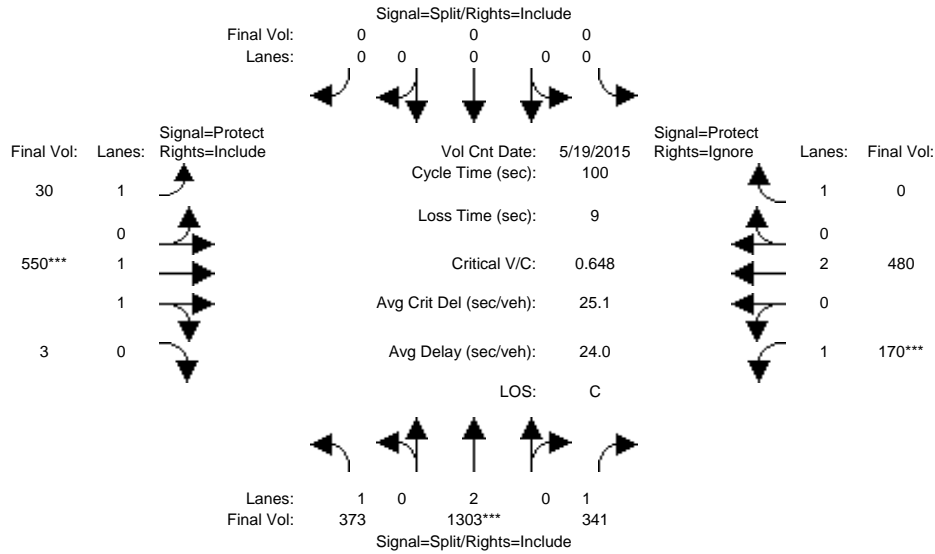 Signal=Split/Rights=Include
Final Vol: 0 0 0
Lanes: 0 0 0 0 0
Signal=Protect Signal=Protect
Final Vol: Lanes: Rights=Include Vol Cnt Date: 5/19/2015 Rights=Ignore Lanes: Final Vol:
Cycle Time (sec): 100
30 1 1 0
Loss Time (sec): 9
0 0
550*** 1 Critical V/C: 0.648 2 480
1 Avg Crit Del (sec/veh): 25.1 0
3 0 Avg Delay (sec/veh): 24.0 1 170***
LOS: C
Lanes: 1 0 2 0 1
Final Vol: 373 1303*** 341
Signal=Split/Rights=Include